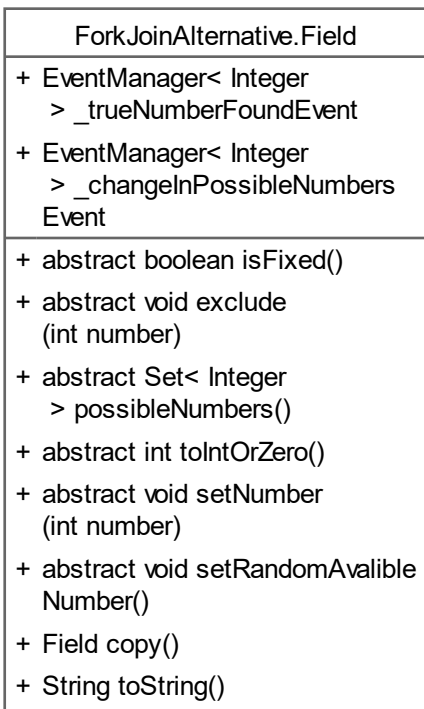 ForkJoinAlternative.Field
+ EventManager< Integer
> _trueNumberFoundEvent
+ EventManager< Integer
> _changeInPossibleNumbers
Event
+ abstract boolean isFixed()
+ abstract void exclude
(int number)
+ abstract Set< Integer
> possibleNumbers()
+ abstract int toIntOrZero()
+ abstract void setNumber
(int number)
+ abstract void setRandomAvalible
Number()
+ Field copy()
+ String toString()